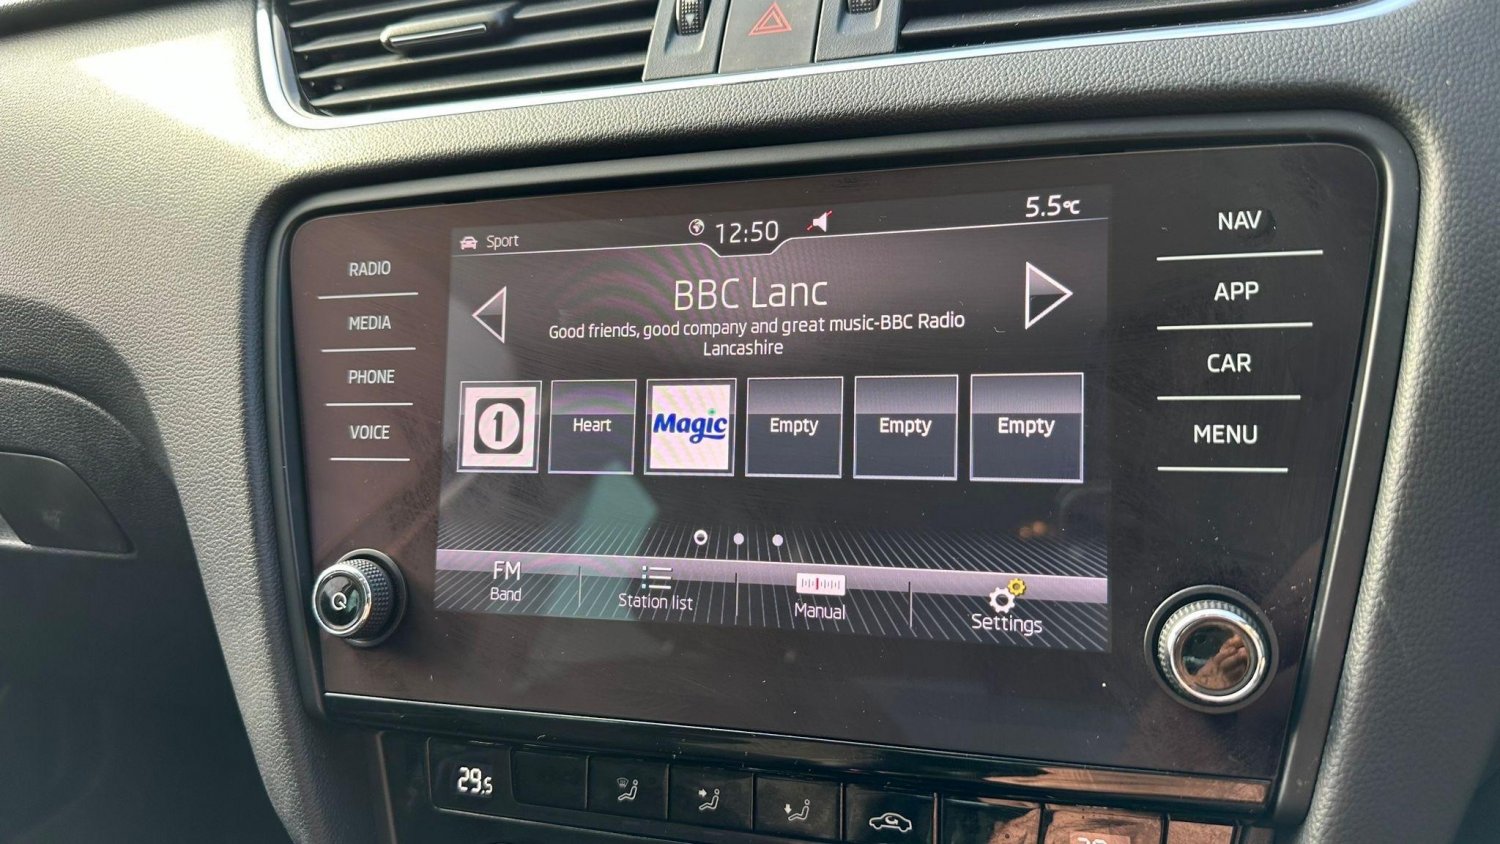 Sport
12:50
5.5°C
BBC Lanc
Good friends, good company and great music-BBC Radio
Lancashire
1
Heart
Magic
Empty
Empty
Empty
FM
Band
Station list
Manual
Settings
RADIO
MEDIA
PHONE
VOICE
NAV
APP
CAR
MENU
29.5